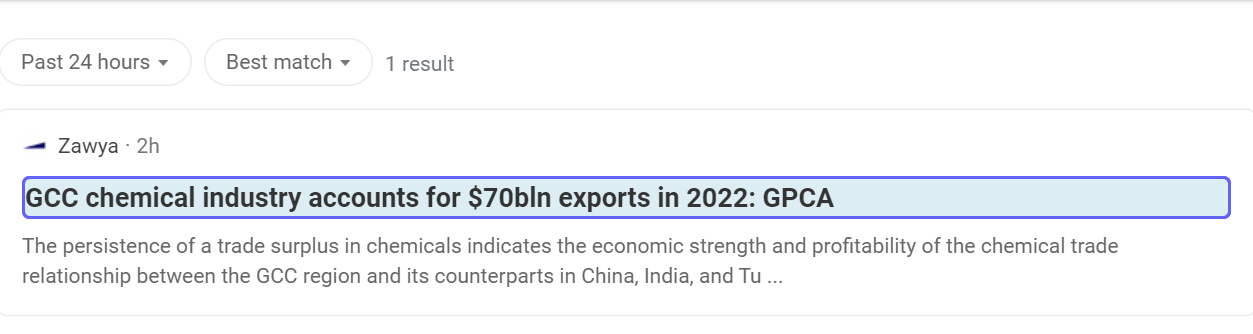 Past 24 hours Best match 1 result
Zawya · 2h
GCC chemical industry accounts for $70bln exports in 2022: GPCA
The persistence of a trade surplus in chemicals indicates the economic strength and profitability of the chemical trade
relationship between the GCC region and its counterparts in China, India, and Tu ...